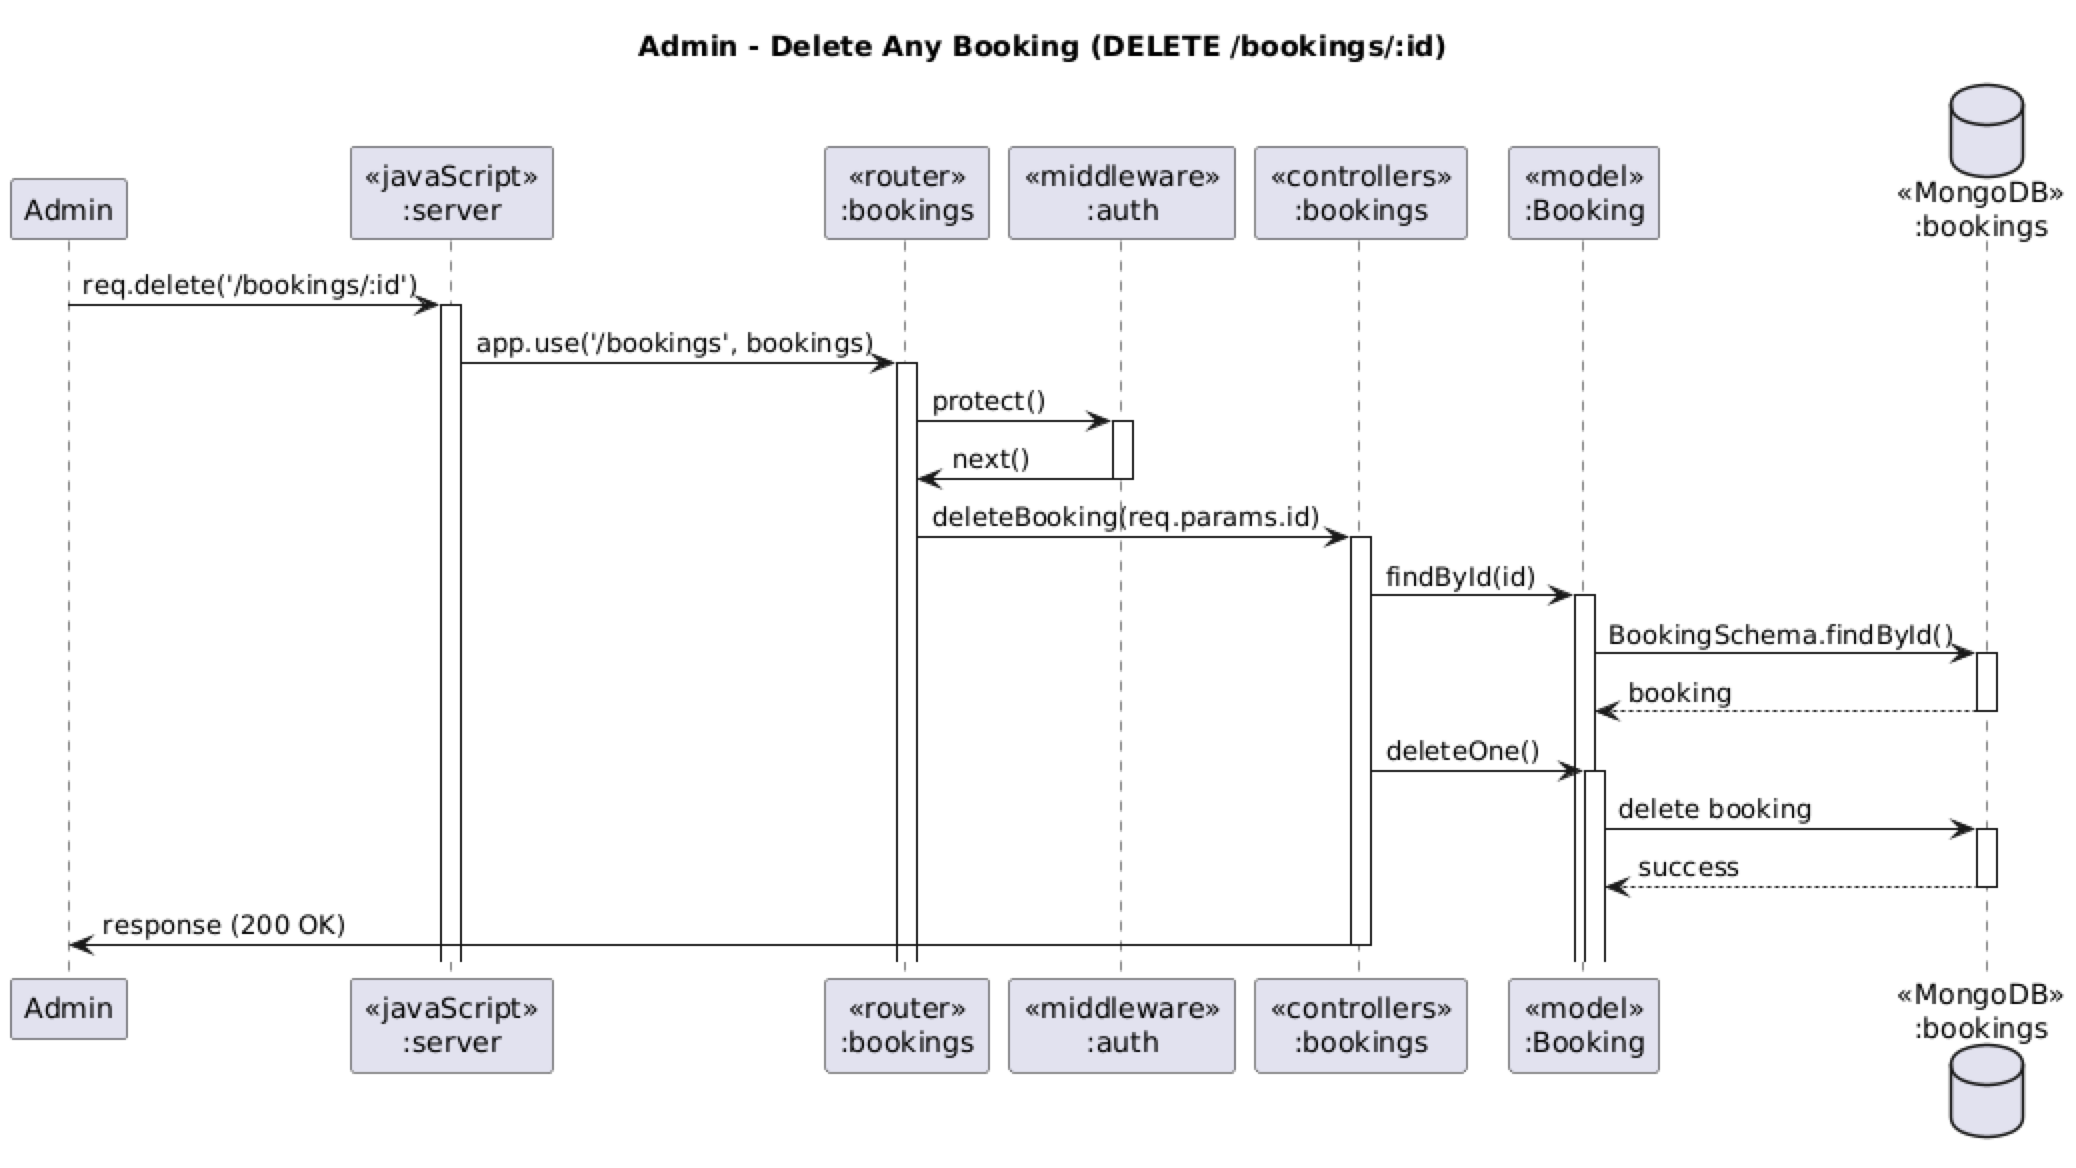 Admin - Delete Any Booking (DELETE /bookings/:id)
Admin
«javaScript»
:server
«router»
:bookings
«middleware»
:auth
«controllers»
:bookings
«model»
:Booking
«MongoDB»
:bookings
req.delete('/bookings/:id')
app.use('/bookings', bookings)
protect()
next()
deleteBooking(req.params.id)
findById(id)
BookingSchema.findById()
booking
deleteOne()
delete booking
success
response (200 OK)
Admin
«javaScript»
:server
«router»
:bookings
«middleware»
:auth
«controllers»
:bookings
«model»
:Booking
«MongoDB»
:bookings